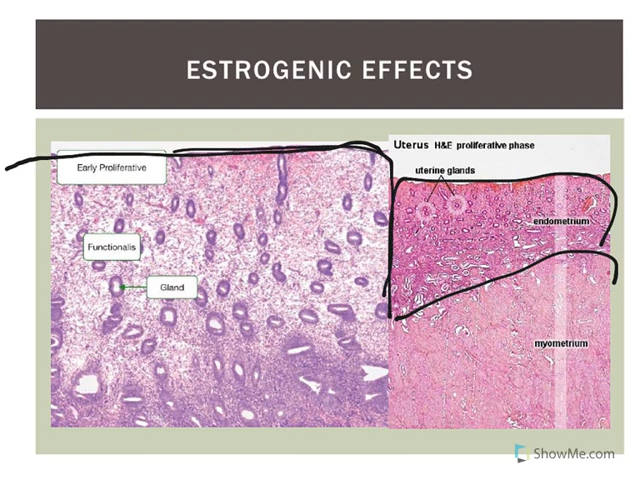 ESTROGENIC EFFECTS
Early Proliferative
Functionalis
Gland
Uterus H&E proliferative phase
uterine glands
endometrium
myometrium
ShowMe.com